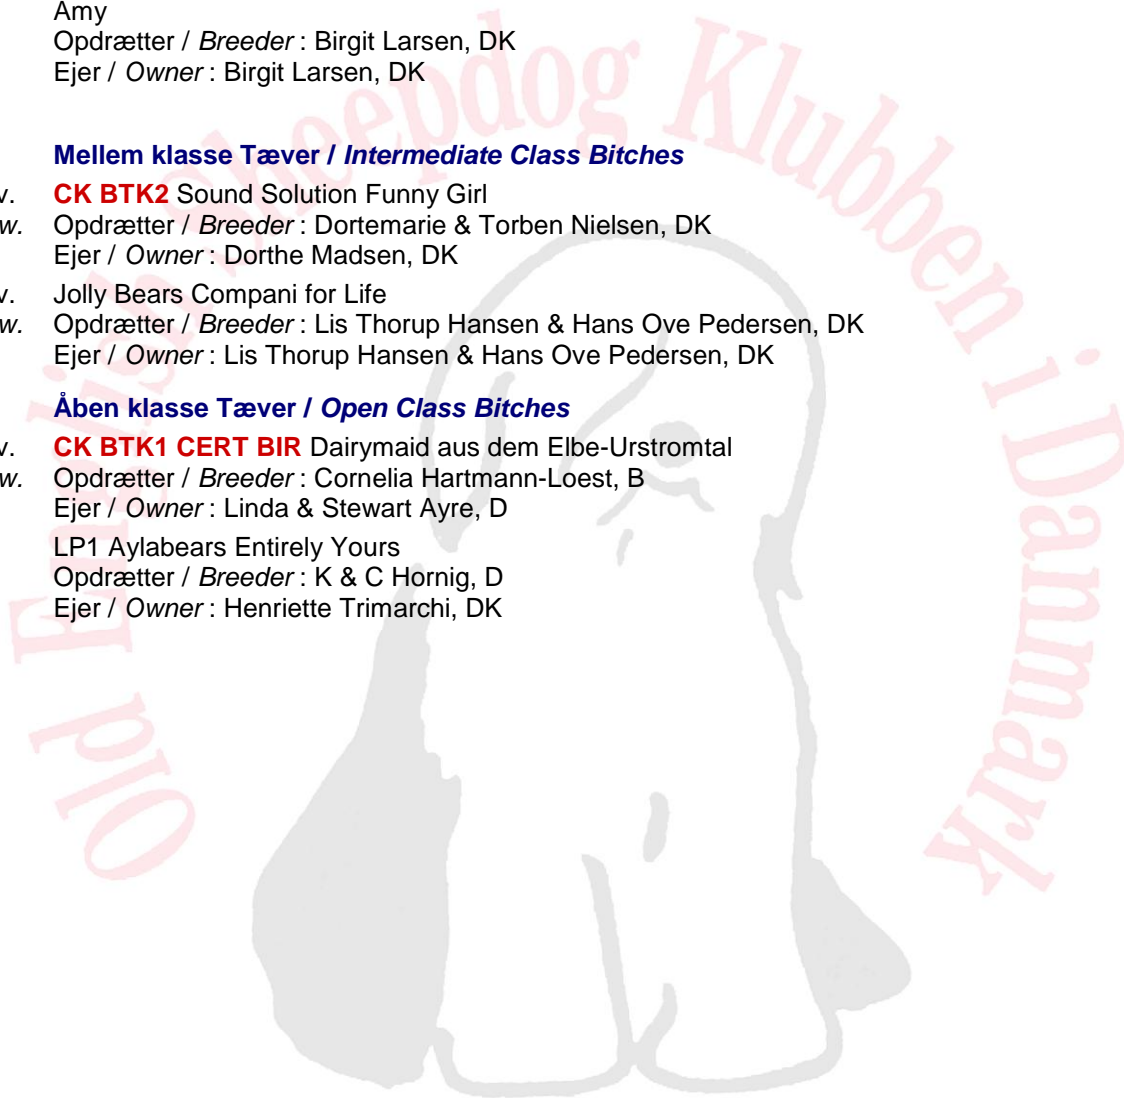 Amy
Opdrætter / Breeder : Birgit Larsen, DK
Ejer / Owner : Birgit Larsen, DK
Mellem klasse Tæver / Intermediate Class Bitches
v. CK BTK2 Sound Solution Funny Girl
w. Opdrætter / Breeder : Dortemarie & Torben Nielsen, DK
Ejer / Owner : Dorthe Madsen, DK
v. Jolly Bears Compani for Life
w. Opdrætter / Breeder : Lis Thorup Hansen & Hans Ove Pedersen, DK
Ejer / Owner : Lis Thorup Hansen & Hans Ove Pedersen, DK
Åben klasse Tæver / Open Class Bitches
v. CK BTK1 CERT BIR Dairymaid aus dem Elbe-Urstromtal
w. Opdrætter / Breeder : Cornelia Hartmann-Loest, B
Ejer / Owner : Linda & Stewart Ayre, D
LP1 Aylabears Entirely Yours
Opdrætter / Breeder : K & C Hornig, D
Ejer / Owner : Henriette Trimarchi, DK
Old English Sheepdog Klubben i Danmark